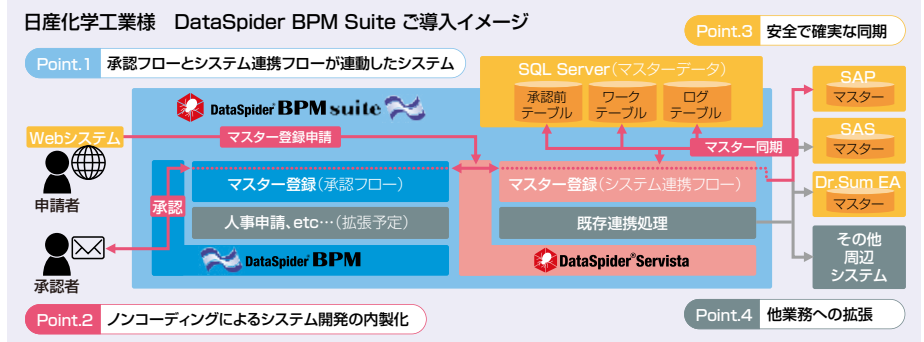 日産化学工業様　DataSpider BPM Suite ご導入イメージ
Point.3 安全で確実な同期
Point.1 承認フローとシステム連携フローが連動したシステム
SQL Server（マスターデータ）
承認前
テーブル
ワーク
テーブル
ログ
テーブル
SAP
マスター
DataSpider BPM suite
Webシステム
マスター登録申請
マスター同期
SAS
マスター
申請者
承認
マスター登録（承認フロー）
マスター登録（システム連携フロー）
Dr.Sum EA
マスター
人事申請、etc…（拡張予定）
既存連携処理
承認者
DataSpider BPM
DataSpider® Servista
その他
周辺
システム
Point.2 ノンコーディングによるシステム開発の内製化
Point.4 他業務への拡張